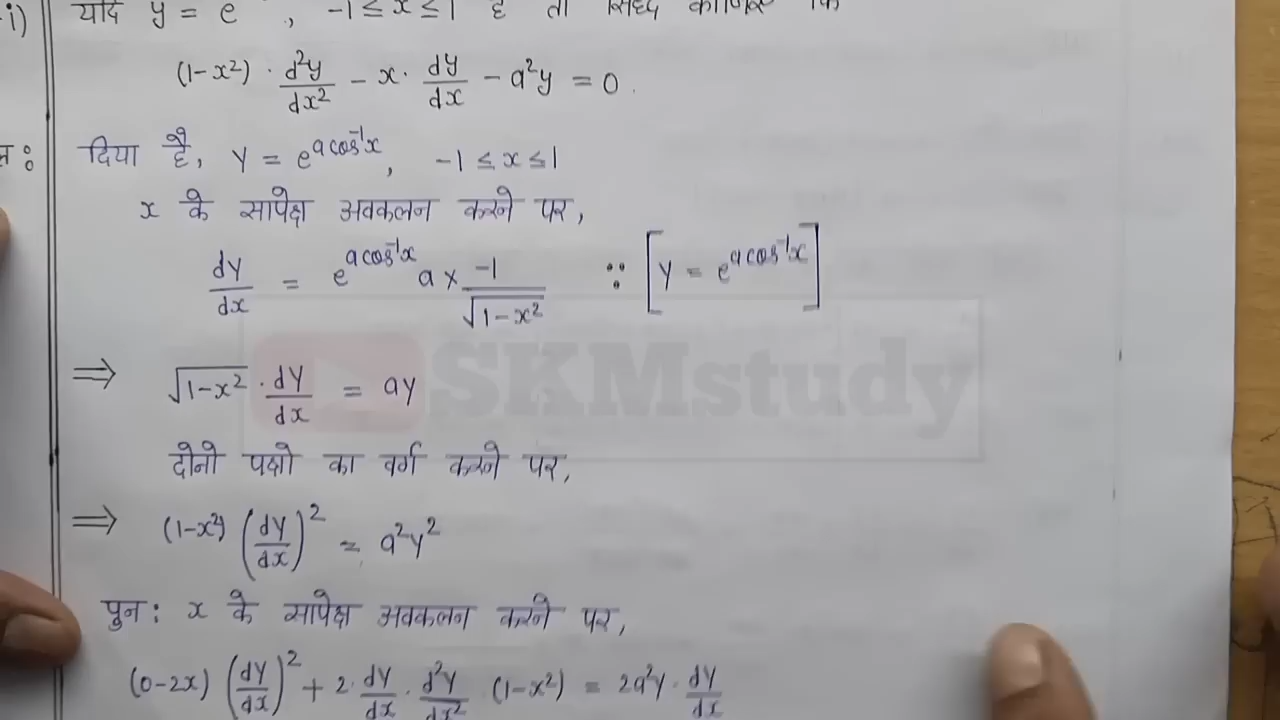 i) यदि y = e , -1 ≤ x ≤ 1 है तो सिद्ध कीजिए कि
(1-x²) · d²y/dx² - x · dy/dx - a²y = 0.
दिया है, y = e^(a cos⁻¹x), -1 ≤ x ≤ 1
x के सापेक्ष अवकलन करने पर,
dy/dx = e^(a cos⁻¹x) a × -1/√(1-x²) ∵ [y = e^(a cos⁻¹x)]
⇒ √(1-x²) · dy/dx = ay
SKMstudy
दोनो पक्षो का वर्ग करने पर,
⇒ (1-x²) (dy/dx)² = a²y²
पुन: x के सापेक्ष अवकलन करने पर,
(0-2x) (dy/dx)² + 2· dy/dx · d²y/dx² · (1-x²) = 2a²y · dy/dx